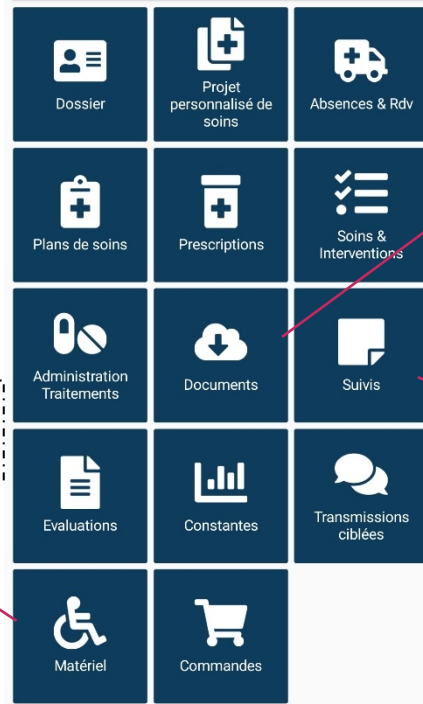 Dossier
Projet
personnalisé de
soins
Absences & Rdv
Plans de soins
Prescriptions
Soins &
Interventions
Administration
Traitements
Documents
Suivis
Evaluations
Constantes
Transmissions
ciblées
Matériel
Commandes